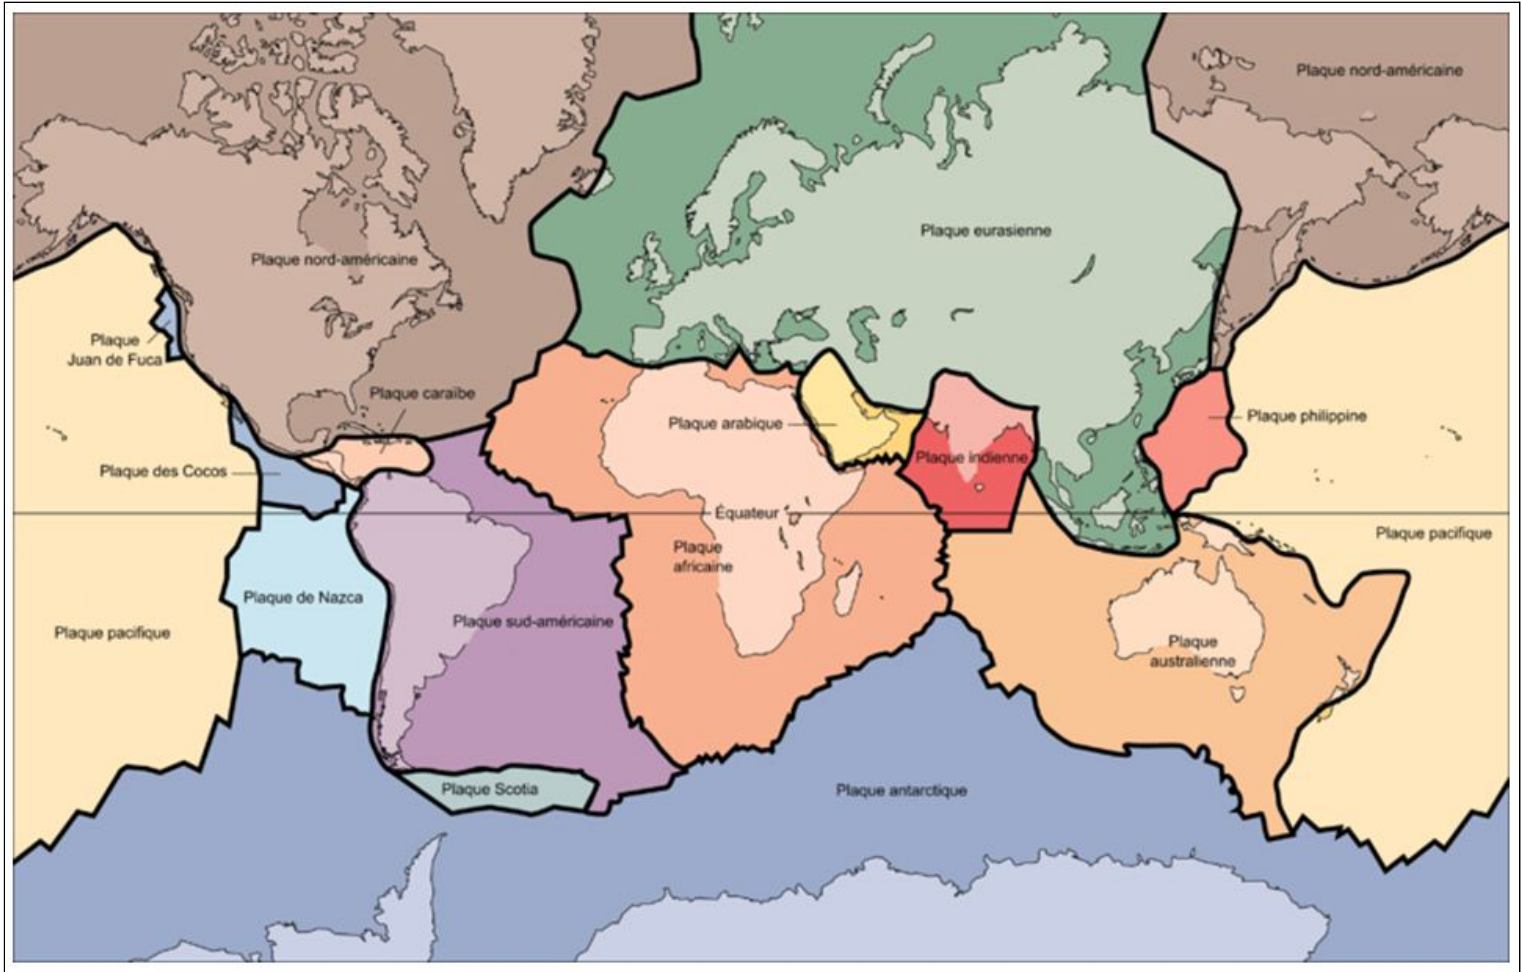 Plaque nord-américaine
Plaque eurasienne
Plaque nord-américaine
Plaque
Juan de Fuca
Plaque caraïbe
Plaque arabique
Plaque philippine
Plaque indienne
Plaque des Cocos
Équateur
Plaque pacifique
Plaque
africaine
Plaque de Nazca
Plaque sud-américaine
Plaque pacifique
Plaque
australienne
Plaque Scotia
Plaque antarctique